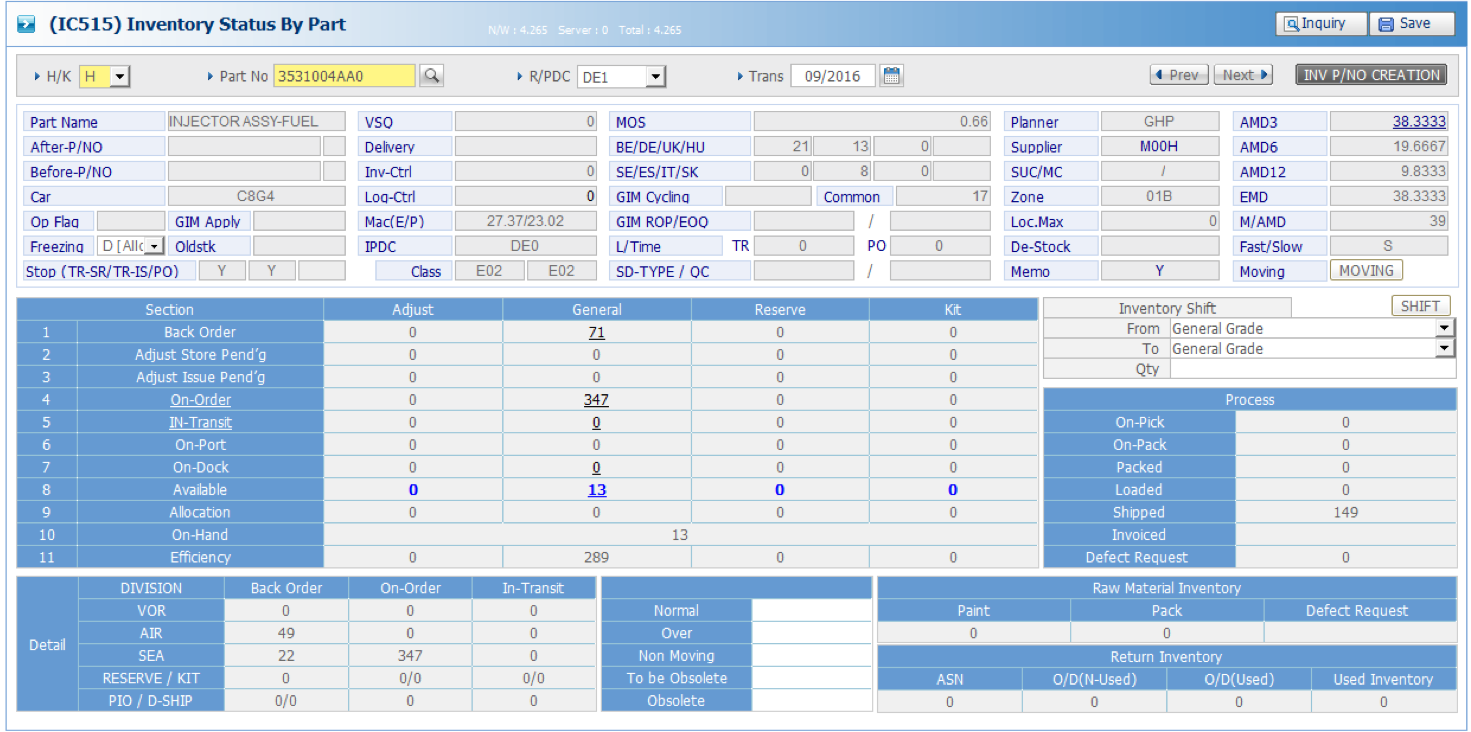 (IC515) Inventory Status By Part N/W : 4.265 Server : 0 Total : 4.265 Inquiry Save
H/K H Part No 3531004AA0 R/PDC DE1 Trans 09/2016 Prev Next INV P/NO CREATION
Part Name INJECTOR ASSY-FUEL VSQ 0 MOS 0.66 Planner GHP AMD3 38.3333
After-P/NO Delivery BE/DE/UK/HU 21 13 0 Supplier M00H AMD6 19.6667
Before-P/NO Inv-Ctrl 0 SE/ES/IT/SK 0 8 0 SUC/MC / AMD12 9.8333
Car C8G4 Log-Ctrl 0 GIM Cycling Common 17 Zone 01B EMD 38.3333
Op Flag GIM Apply Mac(E/P) 27.37/23.02 GIM ROP/EOQ / Loc.Max 0 M/AMD 39
Freezing D [Allc Oldstk IPDC DE0 L/Time TR 0 PO 0 De-Stock Fast/Slow S
Stop (TR-SR/TR-IS/PO) Y Y Class E02 E02 SD-TYPE / QC / Memo Y Moving MOVING
Section Adjust General Reserve Kit
1 Back Order 0 71 0 0
2 Adjust Store Pend'g 0 0 0 0
3 Adjust Issue Pend'g 0 0 0 0
4 On-Order 0 347 0 0
5 IN-Transit 0 0 0 0
6 On-Port 0 0 0 0
7 On-Dock 0 0 0 0
8 Available 0 13 0 0
9 Allocation 0 0 0 0
10 On-Hand 13
11 Efficiency 0 289 0 0
Inventory Shift SHIFT
From General Grade
To General Grade
Qty
Process
On-Pick 0
On-Pack 0
Packed 0
Loaded 0
Shipped 149
Invoiced
Defect Request 0
Detail
DIVISION Back Order On-Order In-Transit
VOR 0 0 0
AIR 49 0 0
SEA 22 347 0
RESERVE / KIT 0 0/0 0/0
PIO / D-SHIP 0/0 0 0
Normal
Over
Non Moving
To be Obsolete
Obsolete
Raw Material Inventory
Paint Pack Defect Request
0 0
Return Inventory
ASN O/D(N-Used) O/D(Used) Used Inventory
0 0 0 0